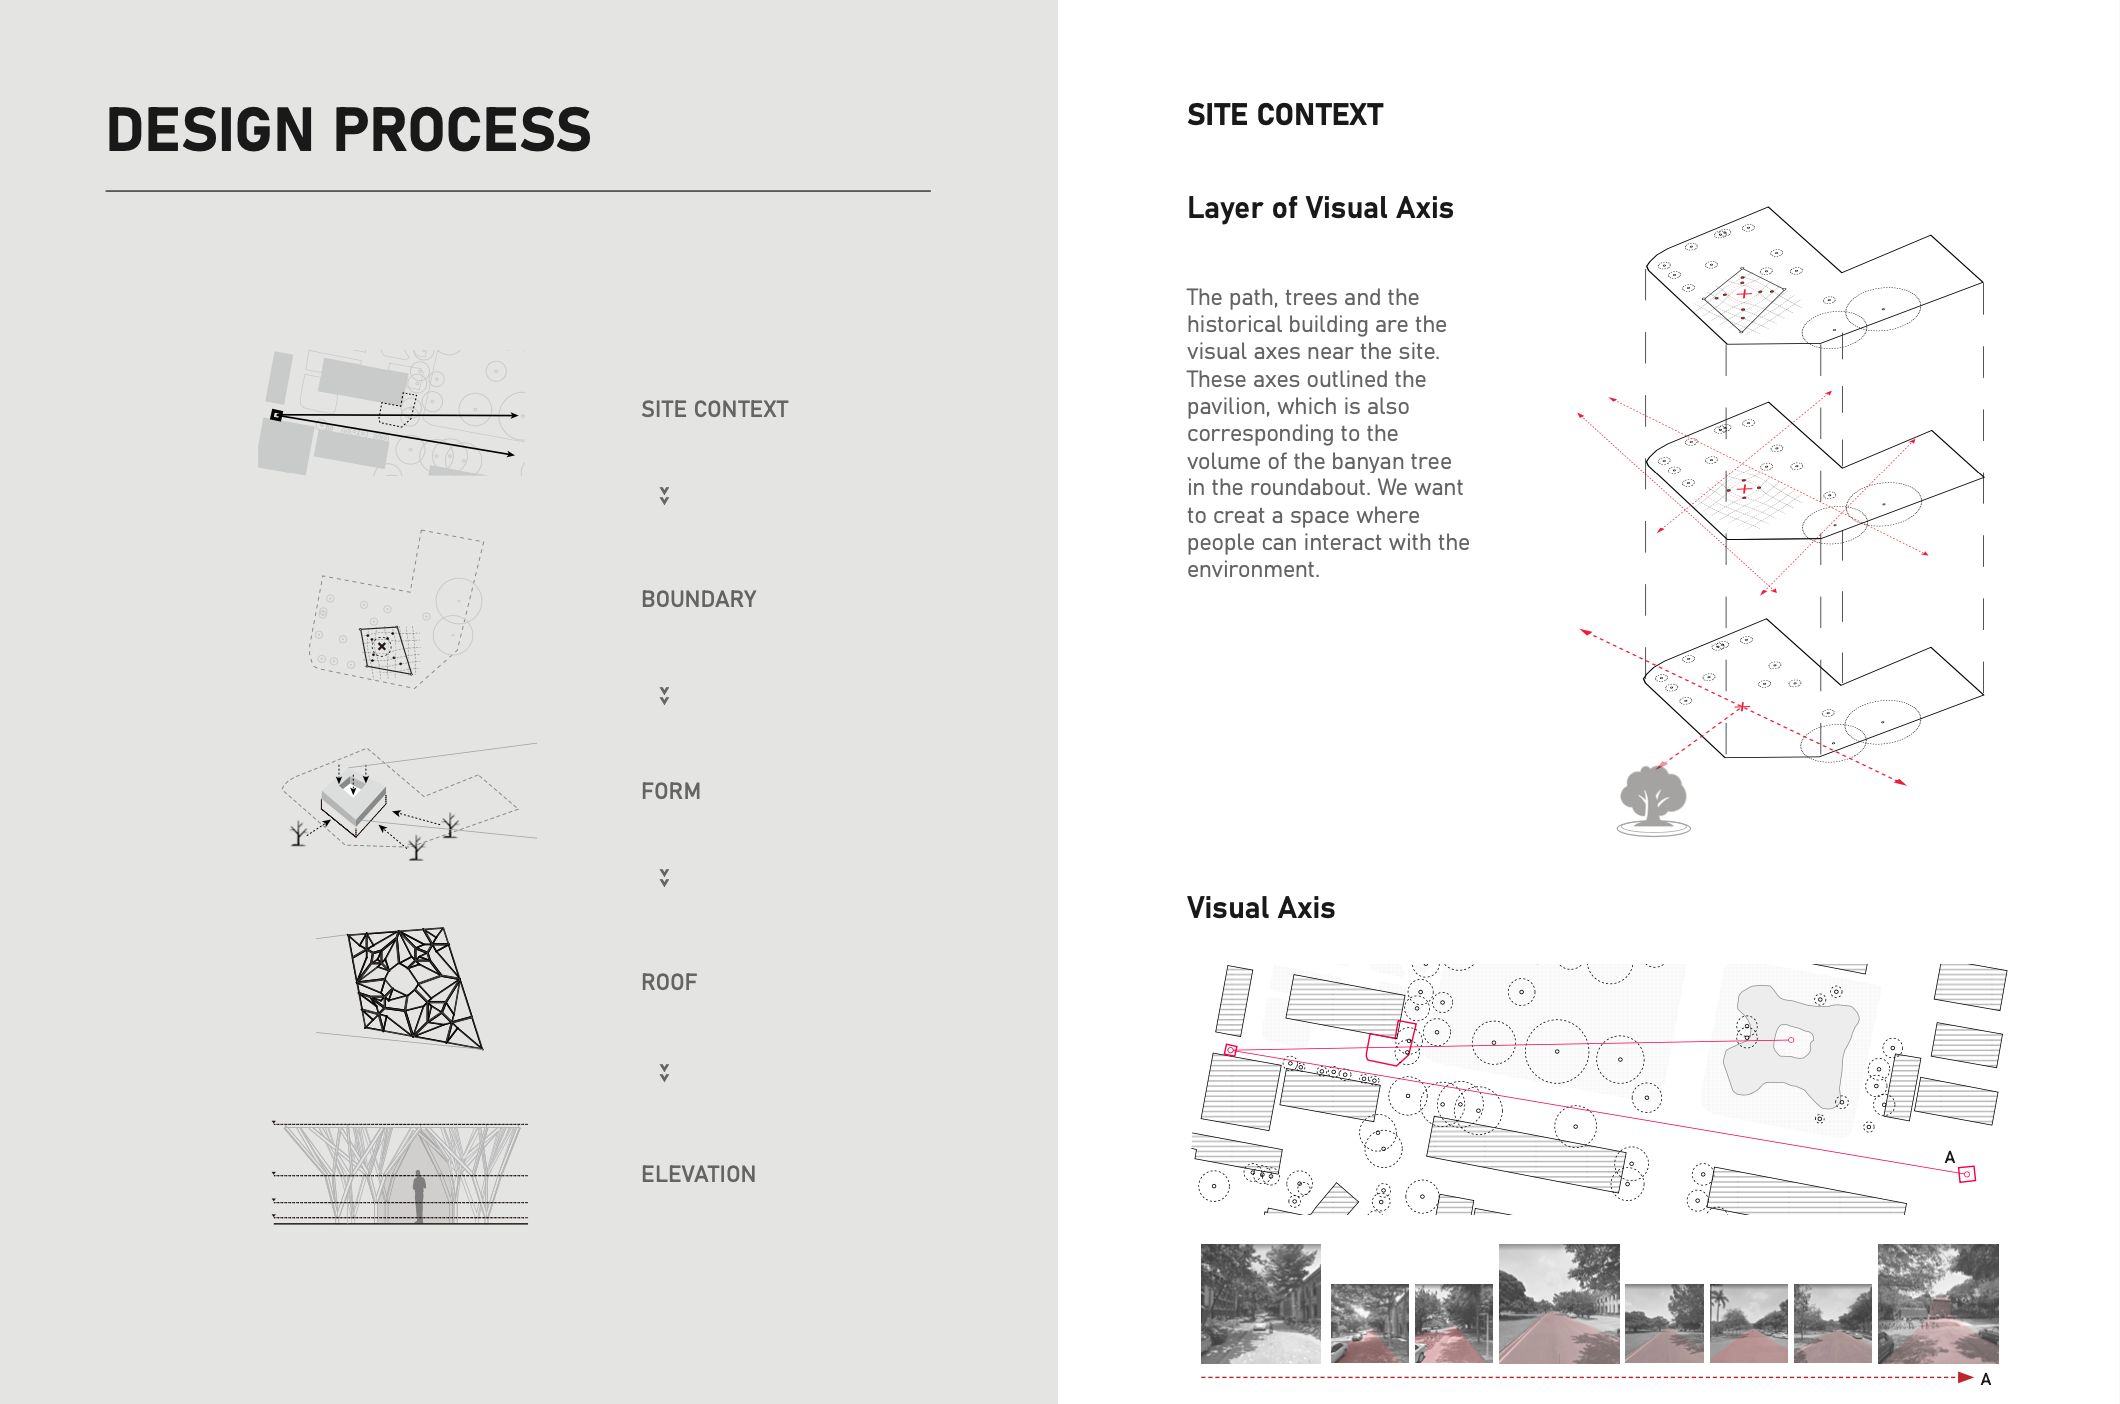 DESIGN PROCESS
SITE CONTEXT
BOUNDARY
FORM
ROOF
ELEVATION
SITE CONTEXT
Layer of Visual Axis
The path, trees and the
historical building are the
visual axes near the site.
These axes outlined the
pavilion, which is also
corresponding to the
volume of the banyan tree
in the roundabout. We want
to creat a space where
people can interact with the
environment.
Visual Axis
A
A